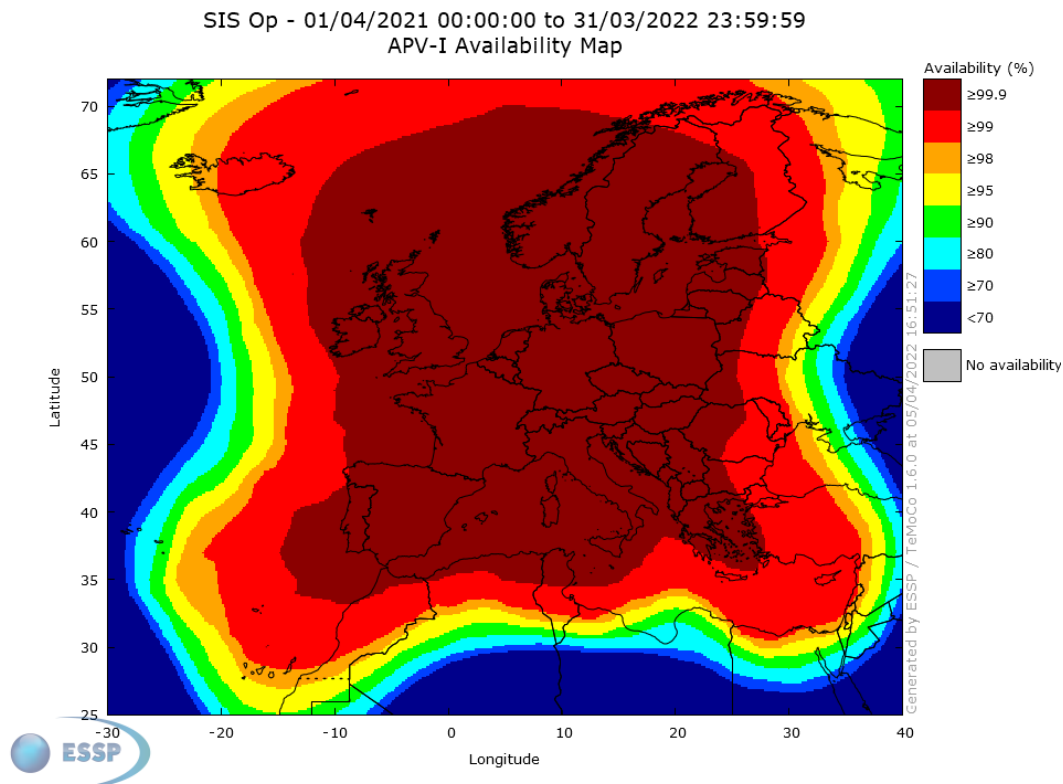 SIS Op - 01/04/2021 00:00:00 to 31/03/2022 23:59:59
APV-I Availability Map
Availability (%)
≥99.9
≥99
≥98
≥95
≥90
≥80
≥70
<70
No availability
Latitude
70
65
60
55
50
45
40
35
30
25
-30 -20 -10 0 10 20 30 40
Longitude
Generated by ESSP / TeMoCo 1.6.0 at 05/04/2022 16:51:27
ESSP